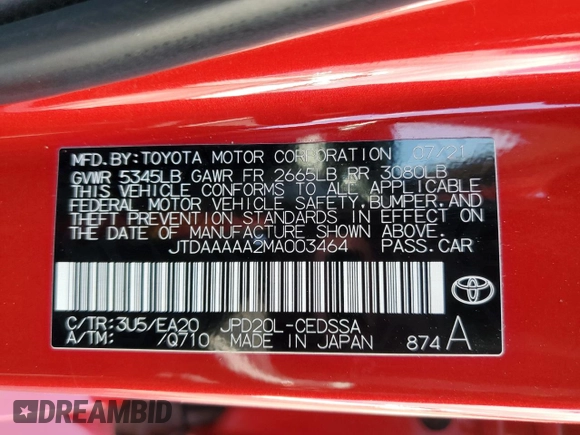 MFD. BY: TOYOTA MOTOR CORPORATION 07/21
GVWR 5345LB GAWR FR 2665LB RR 3080LB
THIS VEHICLE CONFORMS TO ALL APPLICABLE
FEDERAL MOTOR VEHICLE SAFETY, BUMPER, AND
THEFT PREVENTION STANDARDS IN EFFECT ON
THE DATE OF MANUFACTURE SHOWN ABOVE.
JTDAAAAA2MA003464 PASS. CAR
C/TR: 3U5/EA20 JPD20L-CEDSSA
A/TM: /Q710 MADE IN JAPAN 874 A
DREAMBID